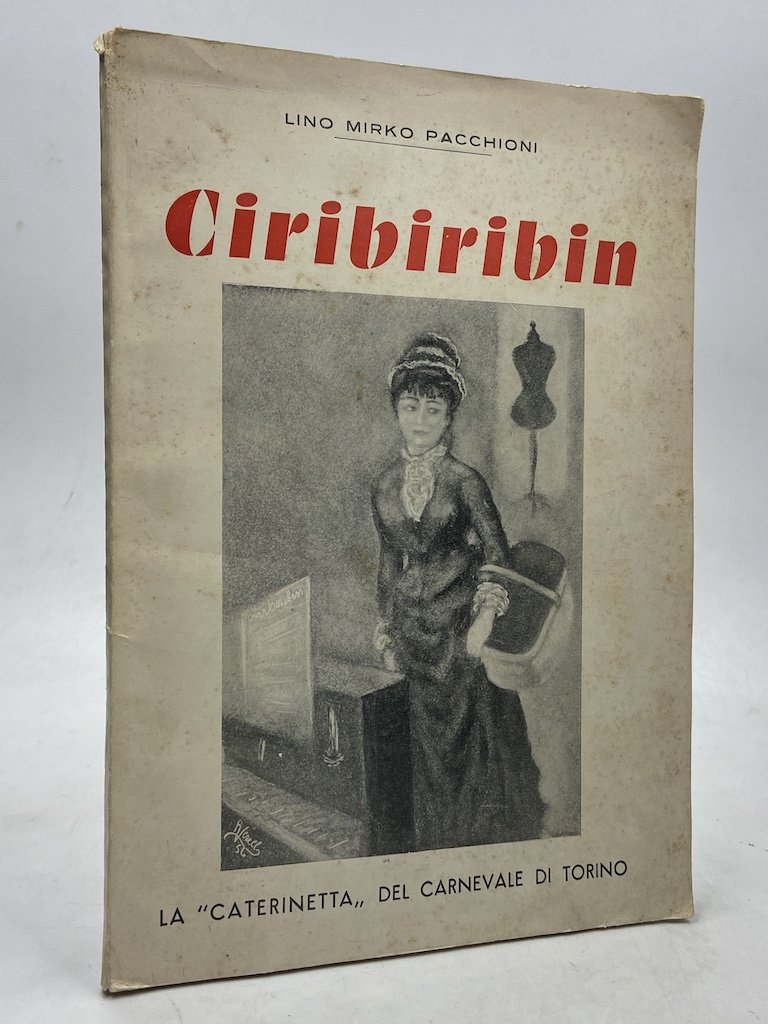 LINO MIRKO PACCHIONI
Ciribiribin
LA "CATERINETTA„ DEL CARNEVALE DI TORINO